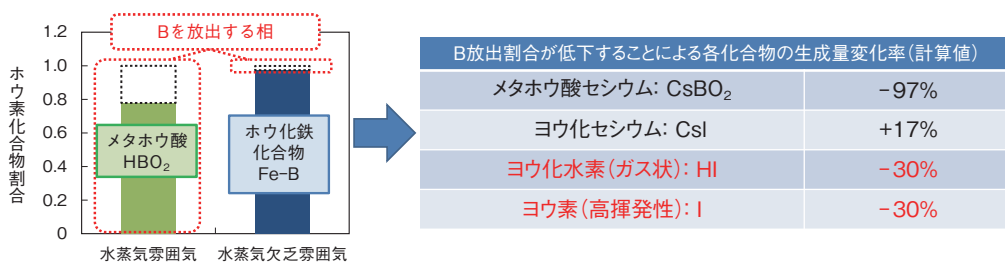 Bを放出する相
1.2
1.0
0.8
0.6
0.4
0.2
0
ホウ素化合物割合
メタホウ酸
HBO₂
ホウ化鉄
化合物
Fe-B
水蒸気雰囲気
水蒸気欠乏雰囲気
B放出割合が低下することによる各化合物の生成量変化率(計算値)
メタホウ酸セシウム: CsBO₂ -97%
ヨウ化セシウム: CsI +17%
ヨウ化水素(ガス状): HI -30%
ヨウ素(高揮発性): I -30%